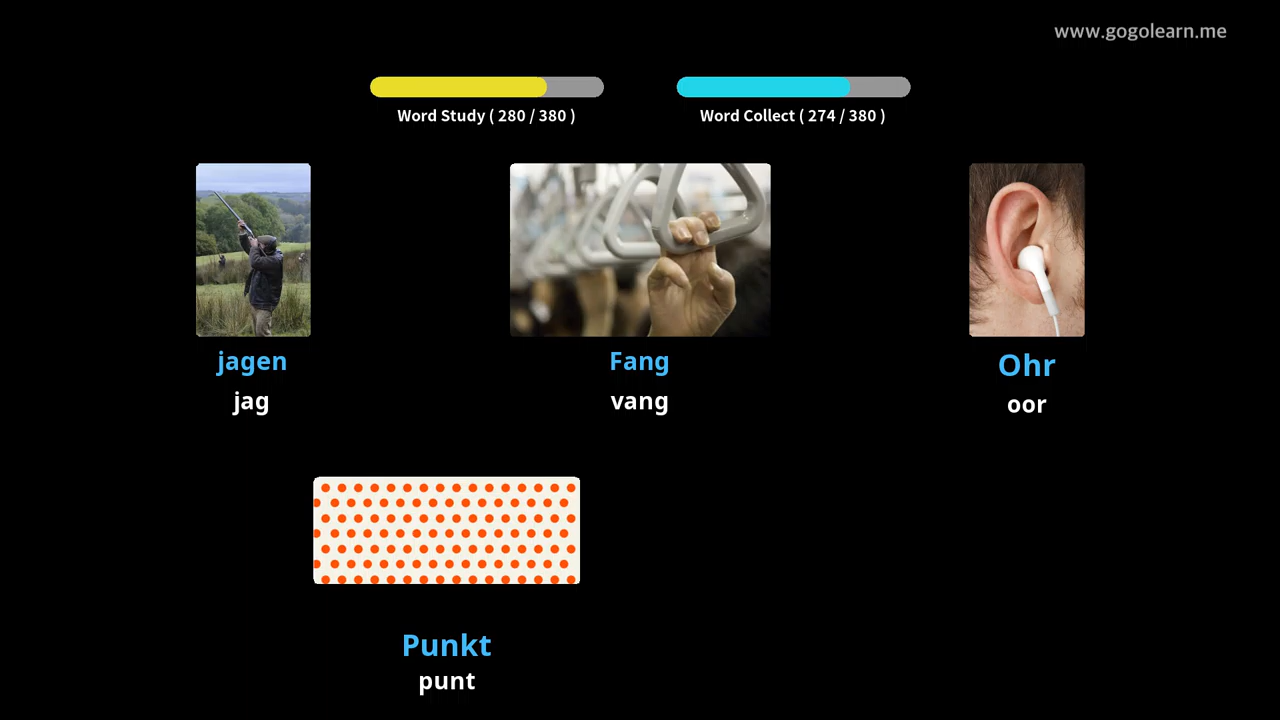 www.gogolearn.me
Word Study ( 280 / 380 )
Word Collect ( 274 / 380 )
jagen
jag
Fang
vang
Ohr
oor
Punkt
punt